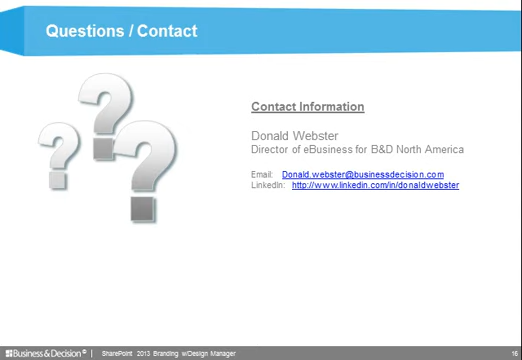 Questions / Contact
Contact Information
Donald Webster
Director of eBusiness for B&D North America
Email: Donald.webster@businessdecision.com
LinkedIn: http://www.linkedin.com/in/donaldwebster
Business & Decision © | SharePoint 2013 Branding w/Design Manager 16